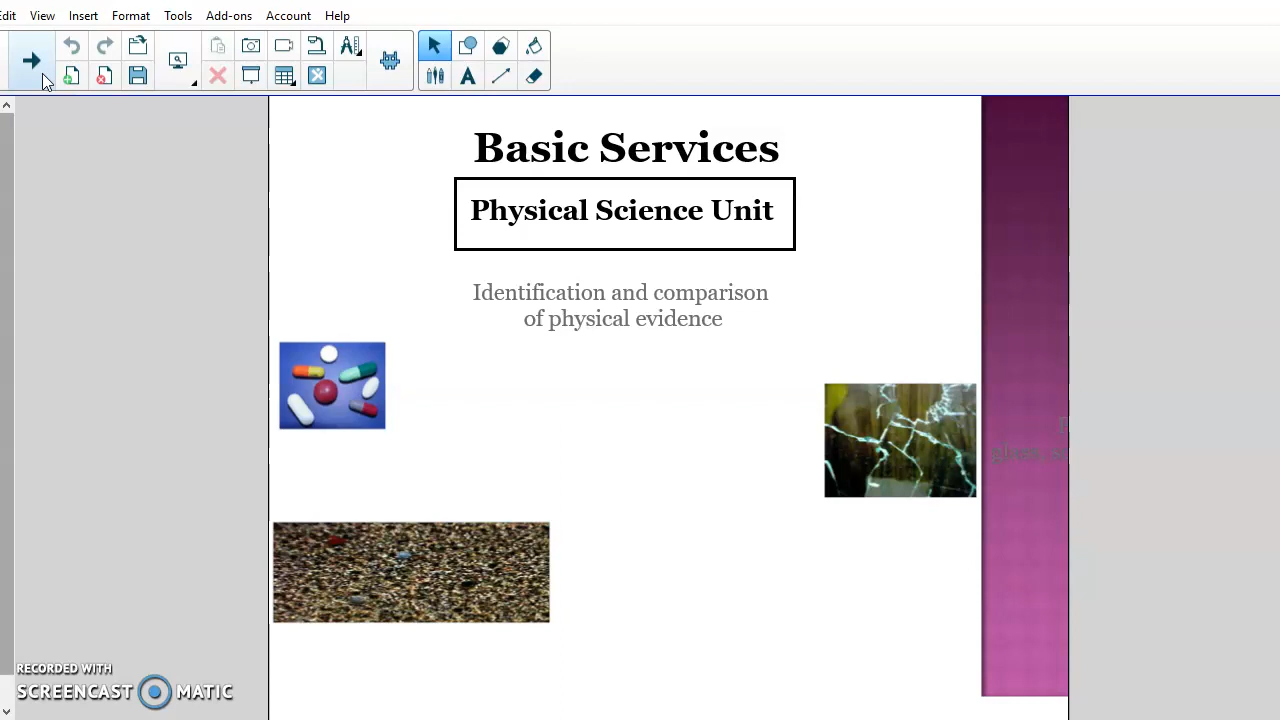 Edit View Insert Format Tools Add-ons Account Help
Basic Services
Physical Science Unit
Identification and comparison
of physical evidence
RECORDED WITH
SCREENCAST MATIC